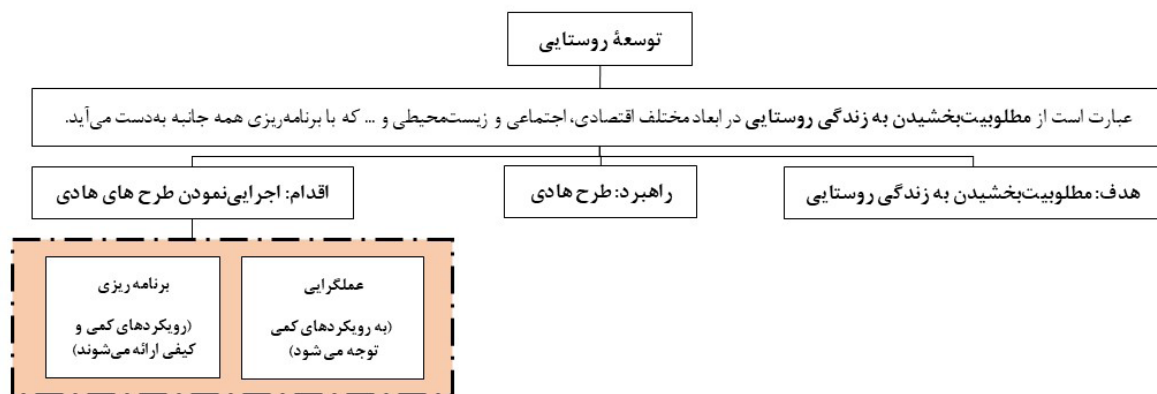 توسعهٔ روستایی
عبارت است از مطلوبیت‌بخشیدن به زندگی روستایی در ابعاد مختلف اقتصادی، اجتماعی و زیست‌محیطی و ... که با برنامه‌ریزی همه جانبه به‌دست می‌آید.
هدف: مطلوبیت‌بخشیدن به زندگی روستایی
راهبرد: طرح هادی
اقدام: اجرایی‌نمودن طرح های هادی
عملگرایی
(به رویکردهای کمی
توجه می شود)
برنامه ریزی
(رویکردهای کمی و
کیفی ارائه می‌شوند)